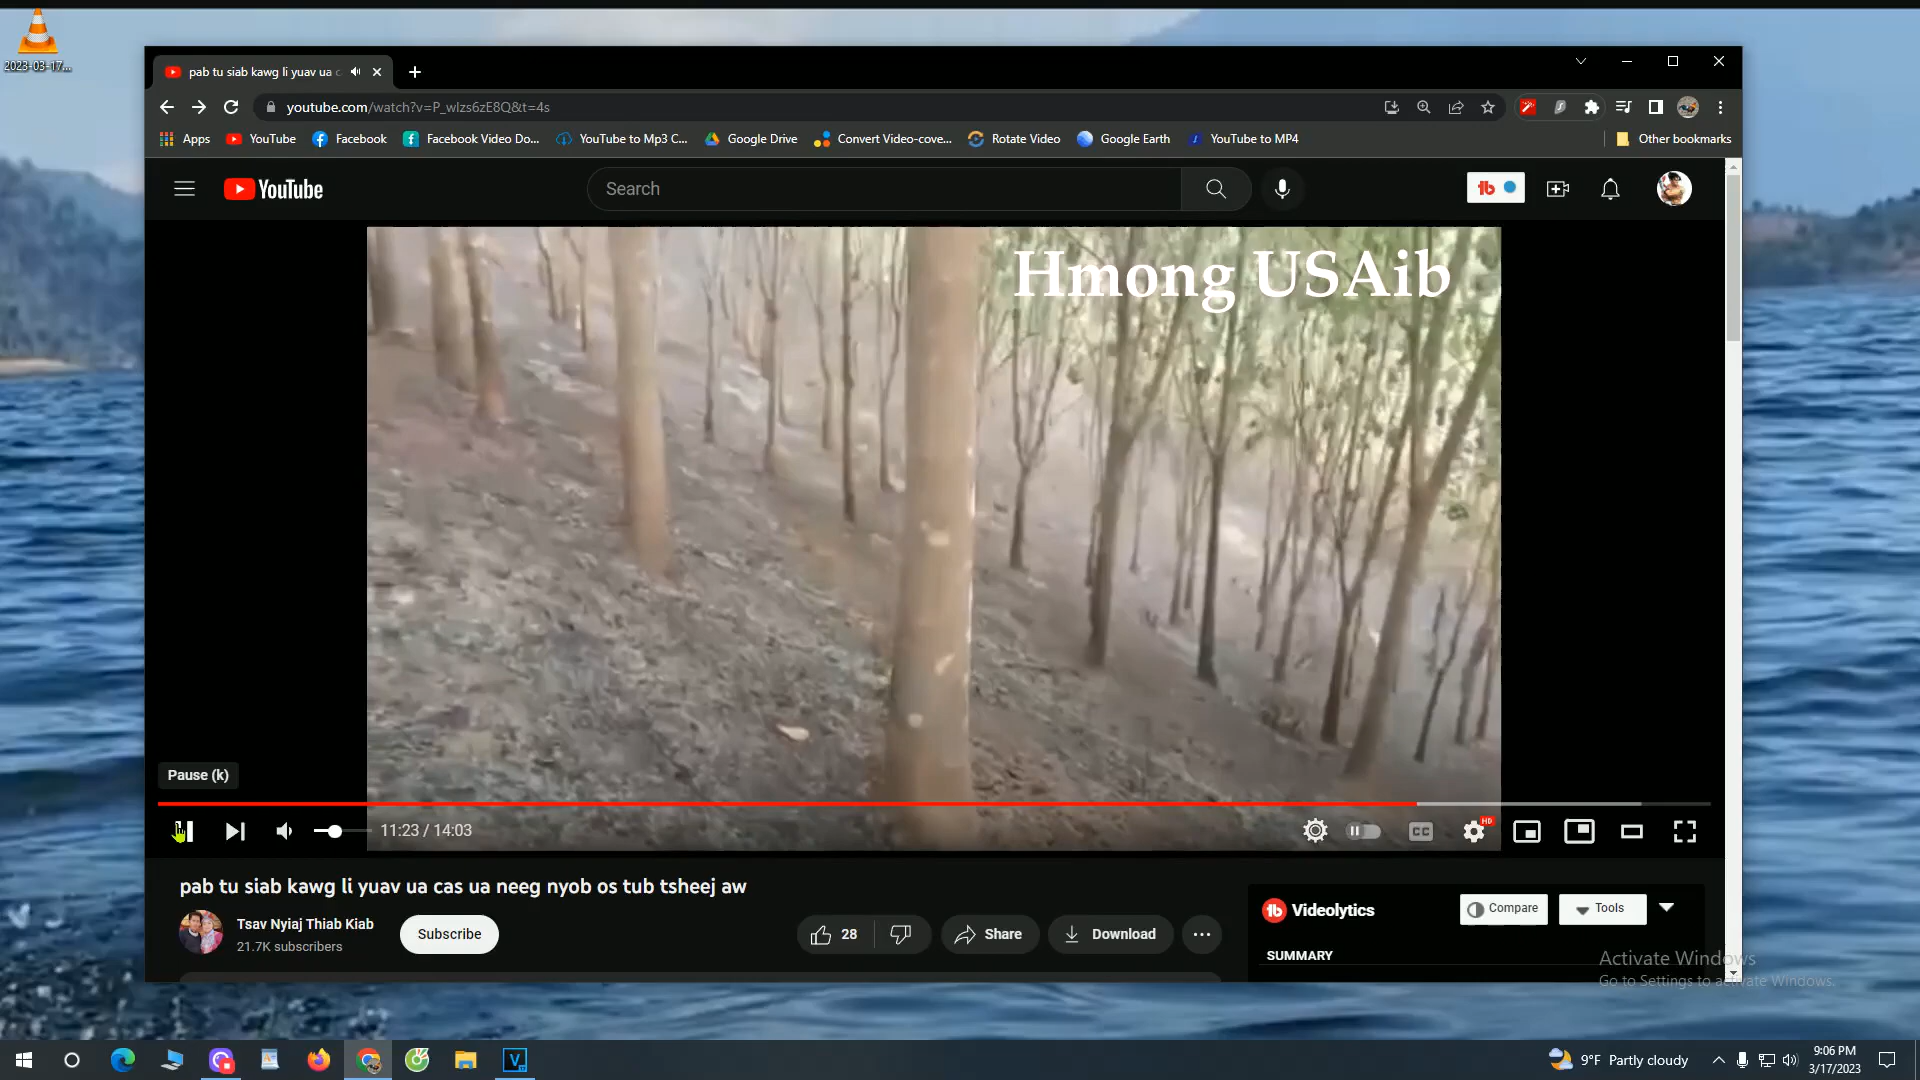 2023-03-17...
pab tu siab kawg li yuav ua c
youtube.com/watch?v=P_wlzs6zE8Q&t=4s
Apps YouTube Facebook Facebook Video Do... YouTube to Mp3 C... Google Drive Convert Video-cove... Rotate Video Google Earth YouTube to MP4 Other bookmarks
YouTube
Search
Hmong USAib
Pause (k)
11:23 / 14:03
CC
HD
pab tu siab kawg li yuav ua cas ua neeg nyob os tub tsheej aw
Tsav Nyiaj Thiab Kiab
21.7K subscribers
Subscribe
28
Share
Download
Videolytics
Compare
Tools
SUMMARY
Activate Windows
Go to Settings to activate Windows.
9°F Partly cloudy
9:06 PM
3/17/2023